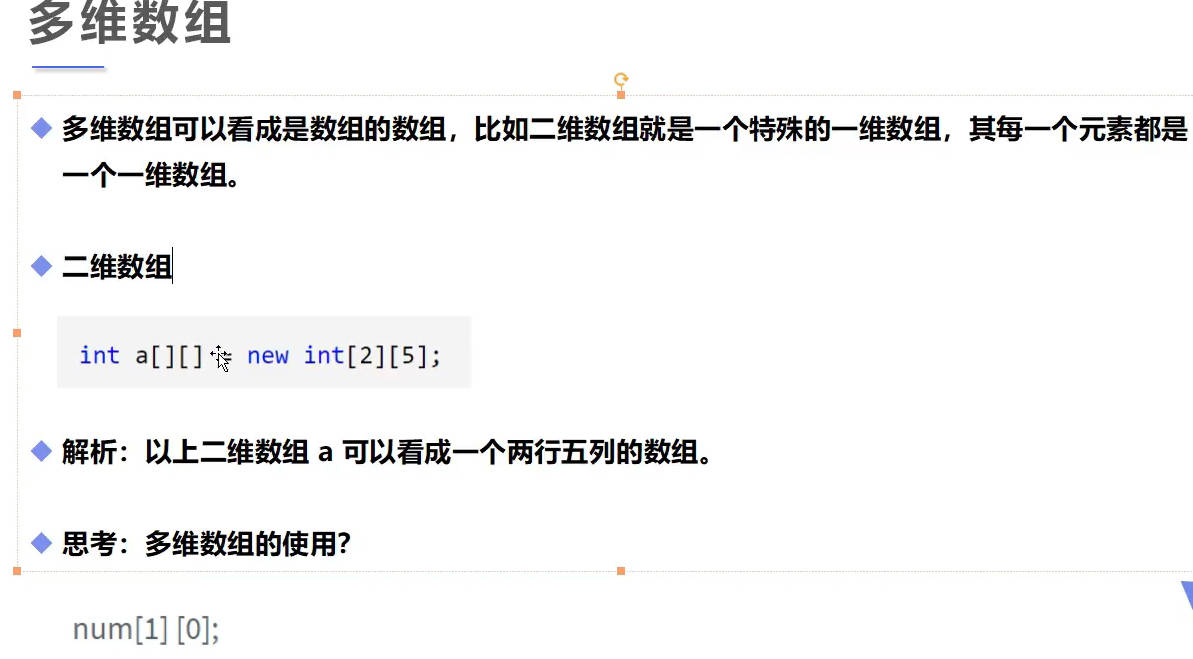 多维数组
多维数组可以看成是数组的数组，比如二维数组就是一个特殊的一维数组，其每一个元素都是
一个一维数组。
二维数组
int a[][] = new int[2][5];
解析：以上二维数组 a 可以看成一个两行五列的数组。
思考：多维数组的使用？
num[1] [0];